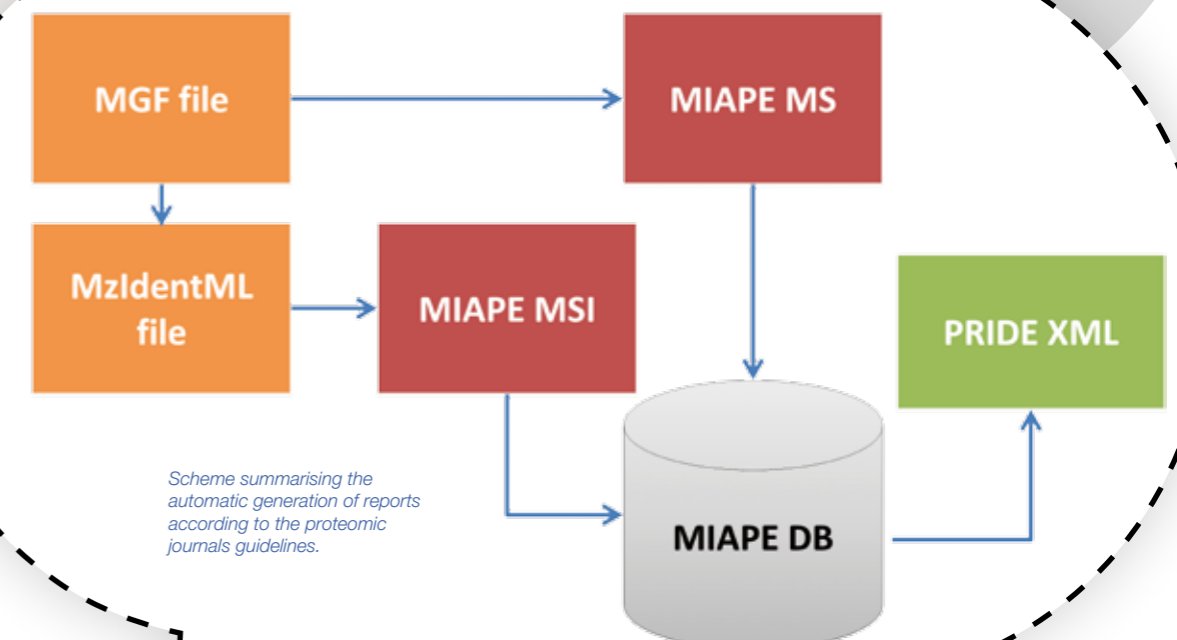 MGF file
MIAPE MS
MzIdentML
file
MIAPE MSI
PRIDE XML
Scheme summarising the
automatic generation of reports
according to the proteomic
journals guidelines.
MIAPE DB